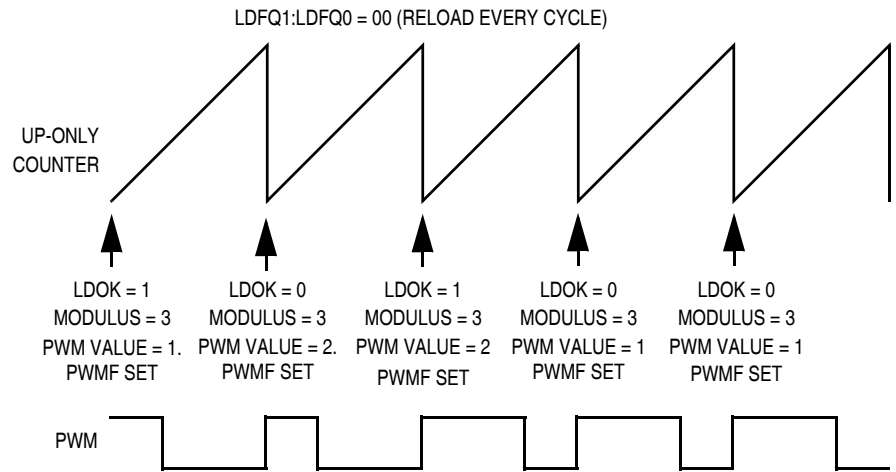 LDFQ1:LDFQ0 = 00 (RELOAD EVERY CYCLE)
UP-ONLY
COUNTER
LDOK = 1
MODULUS = 3
PWM VALUE = 1.
PWMF SET
LDOK = 0
MODULUS = 3
PWM VALUE = 2.
PWMF SET
LDOK = 1
MODULUS = 3
PWM VALUE = 2
PWMF SET
LDOK = 0
MODULUS = 3
PWM VALUE = 1
PWMF SET
LDOK = 0
MODULUS = 3
PWM VALUE = 1
PWMF SET
PWM